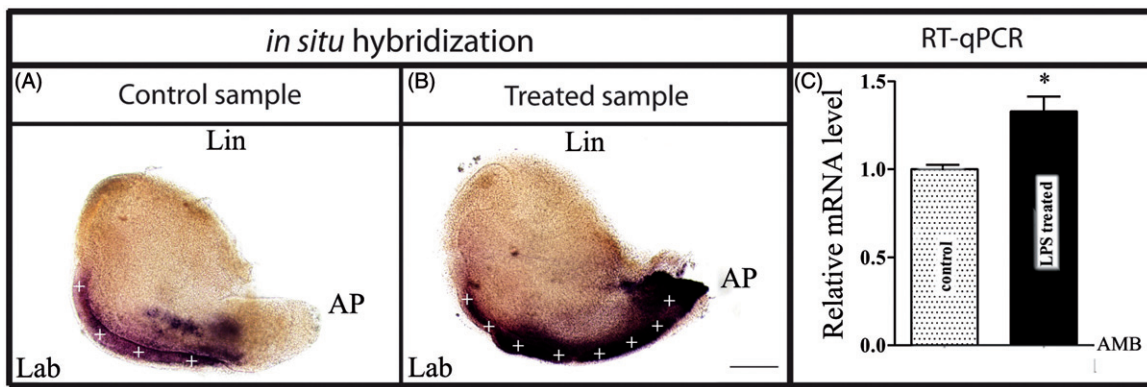 in situ hybridization
RT-qPCR
(A)
Control sample
(B)
Treated sample
(C)
Lin
AP
Lab
AP
Lab
+ + + +
+ + + + + + + + +
Relative mRNA level
1.5
1.0
0.5
0.0
*
control
LPS treated
AMB